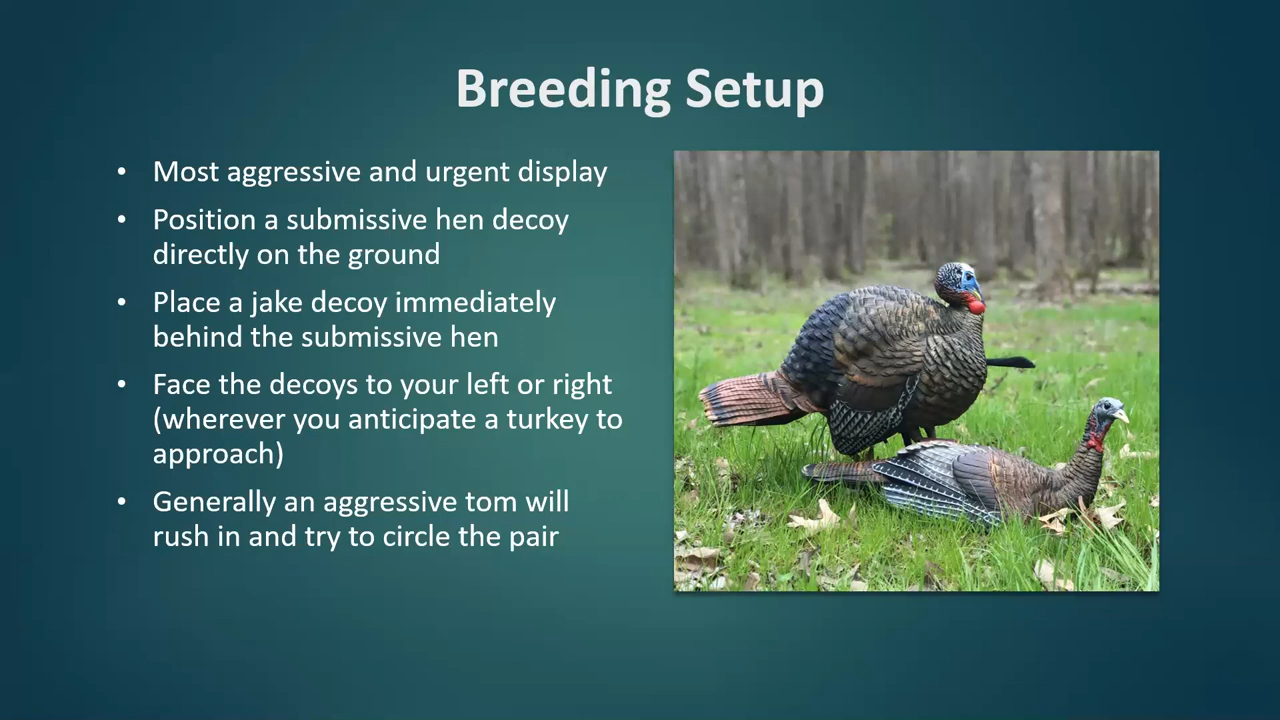 Breeding Setup
• Most aggressive and urgent display
• Position a submissive hen decoy
directly on the ground
• Place a jake decoy immediately
behind the submissive hen
• Face the decoys to your left or right
(wherever you anticipate a turkey to
approach)
• Generally an aggressive tom will
rush in and try to circle the pair